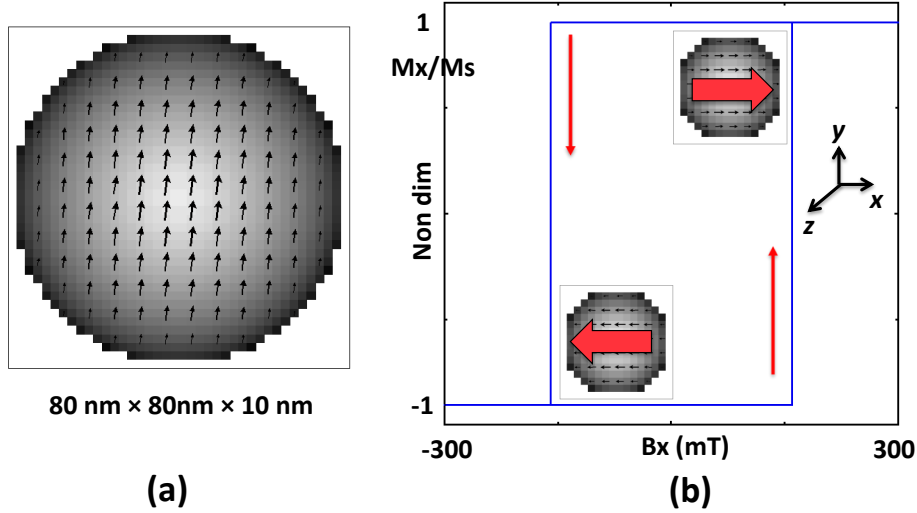 80 nm × 80nm × 10 nm
(a)
1
Mx/Ms
Non dim
-1
-300
Bx (mT)
300
y
x
z
(b)